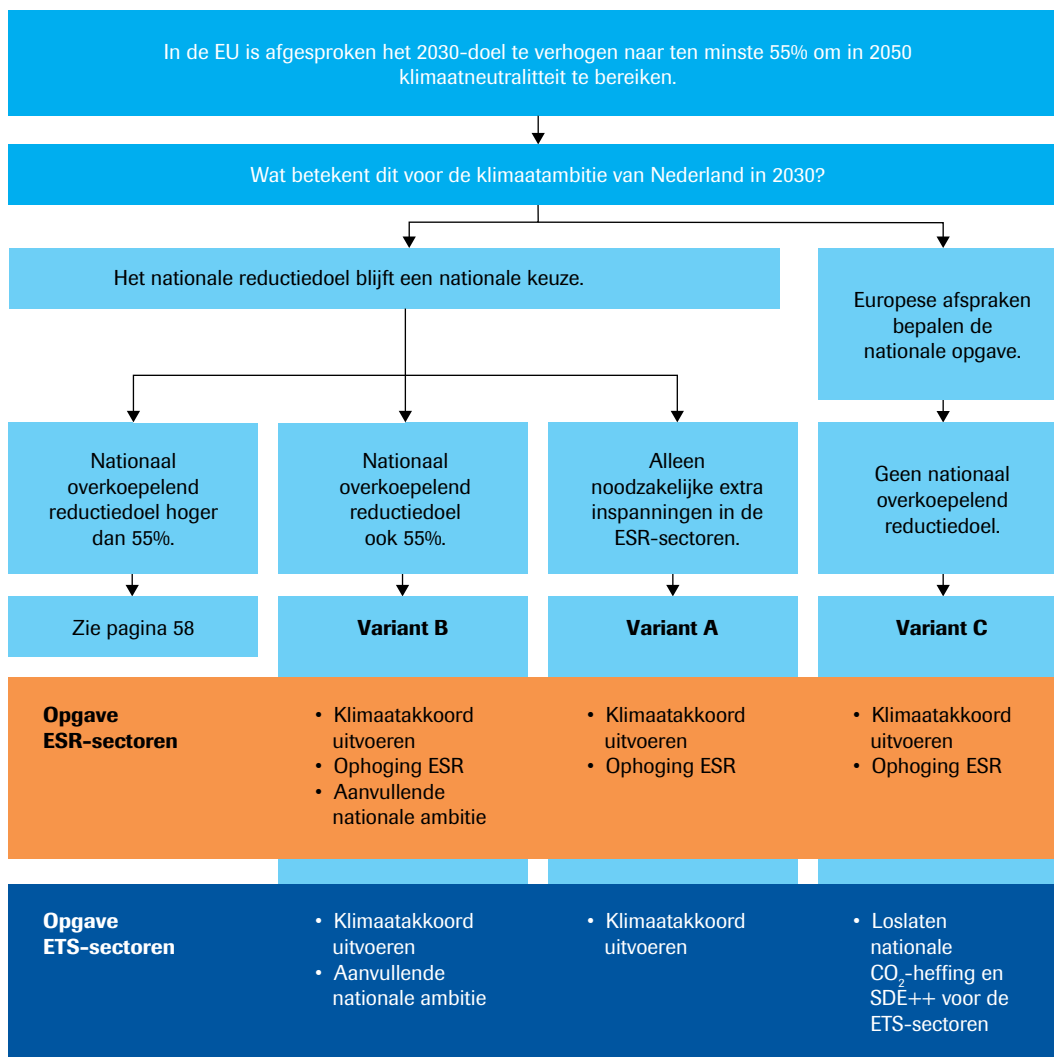 In de EU is afgesproken het 2030-doel te verhogen naar ten minste 55% om in 2050
klimaatneutralitteit te bereiken.
Wat betekent dit voor de klimaatambitie van Nederland in 2030?
Het nationale reductiedoel blijft een nationale keuze.
Europese afspraken
bepalen de
nationale opgave.
Nationaal
overkoepelend
reductiedoel hoger
dan 55%.
Nationaal
overkoepelend
reductiedoel
ook 55%.
Alleen
noodzakelijke extra
inspanningen in de
ESR-sectoren.
Geen nationaal
overkoepelend
reductiedoel.
Zie pagina 58
Variant B
Variant A
Variant C
Opgave
ESR-sectoren
• Klimaatakkoord
uitvoeren
• Ophoging ESR
• Aanvullende
nationale ambitie
• Klimaatakkoord
uitvoeren
• Ophoging ESR
• Klimaatakkoord
uitvoeren
• Ophoging ESR
Opgave
ETS-sectoren
• Klimaatakkoord
uitvoeren
• Aanvullende
nationale ambitie
• Klimaatakkoord
uitvoeren
• Loslaten
nationale
CO₂-heffing en
SDE++ voor de
ETS-sectoren